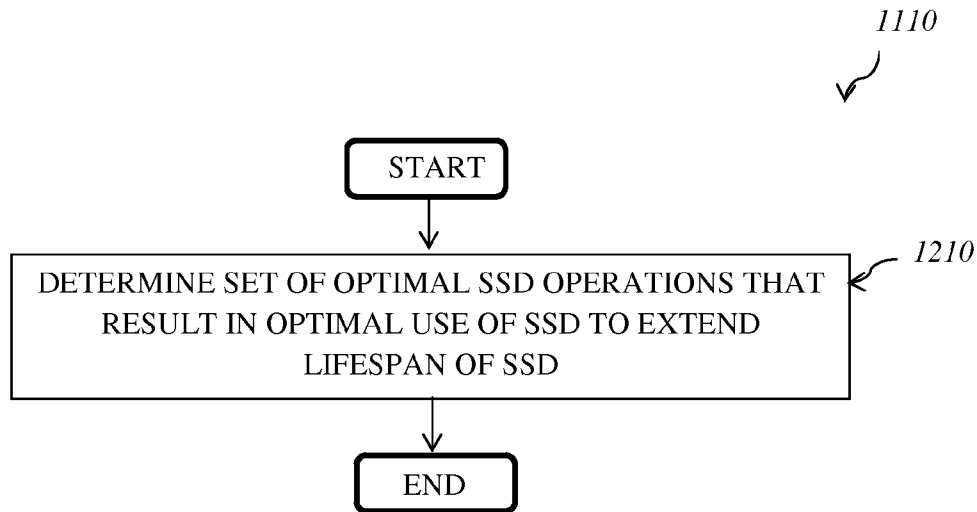 1110
START
1210
DETERMINE SET OF OPTIMAL SSD OPERATIONS THAT
RESULT IN OPTIMAL USE OF SSD TO EXTEND
LIFESPAN OF SSD
END